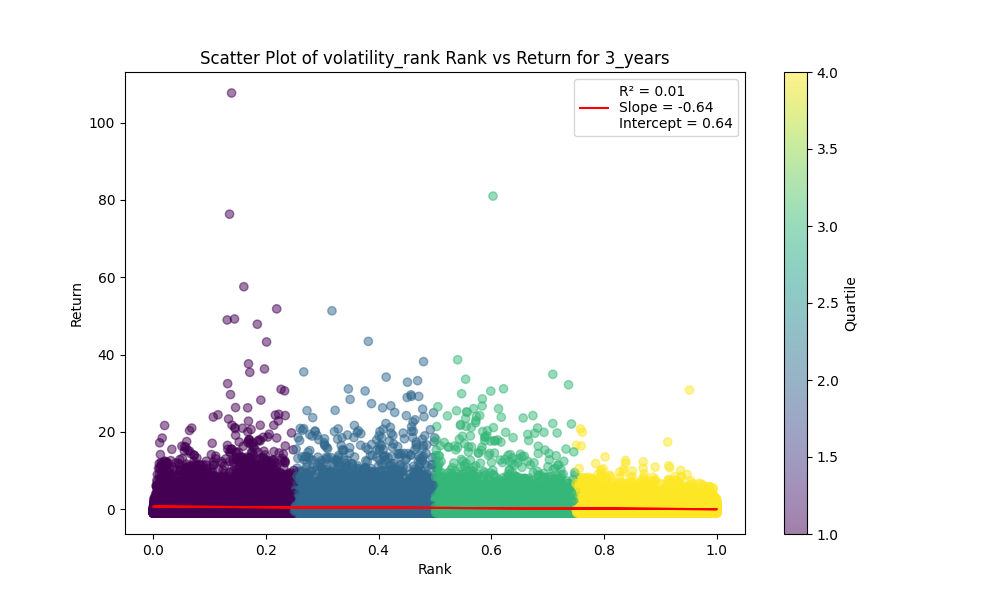 Scatter Plot of volatility_rank Rank vs Return for 3_years
R² = 0.01
Slope = -0.64
Intercept = 0.64
Return
100
80
60
40
20
0
0.0
0.2
0.4
0.6
0.8
1.0
Rank
4.0
3.5
3.0
2.5
2.0
1.5
1.0
Quartile